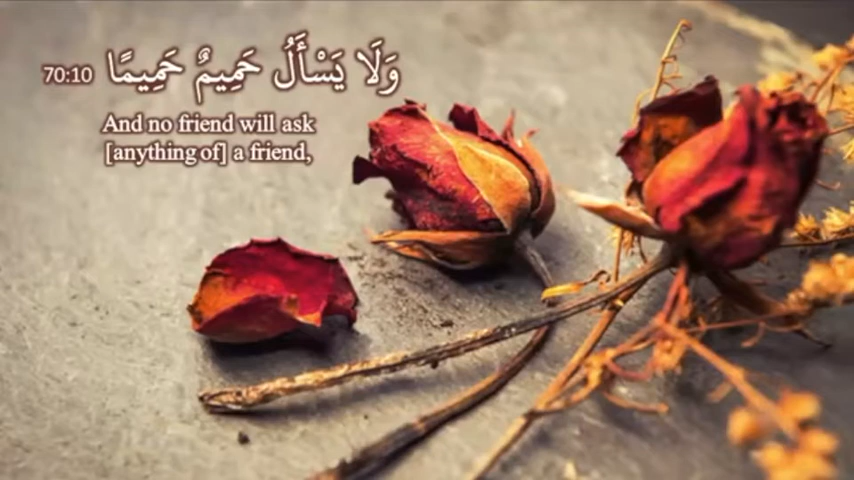 70:10 وَلَا يَسْأَلُ حَمِيمٌ حَمِيمًا
And no friend will ask
[anything of] a friend,